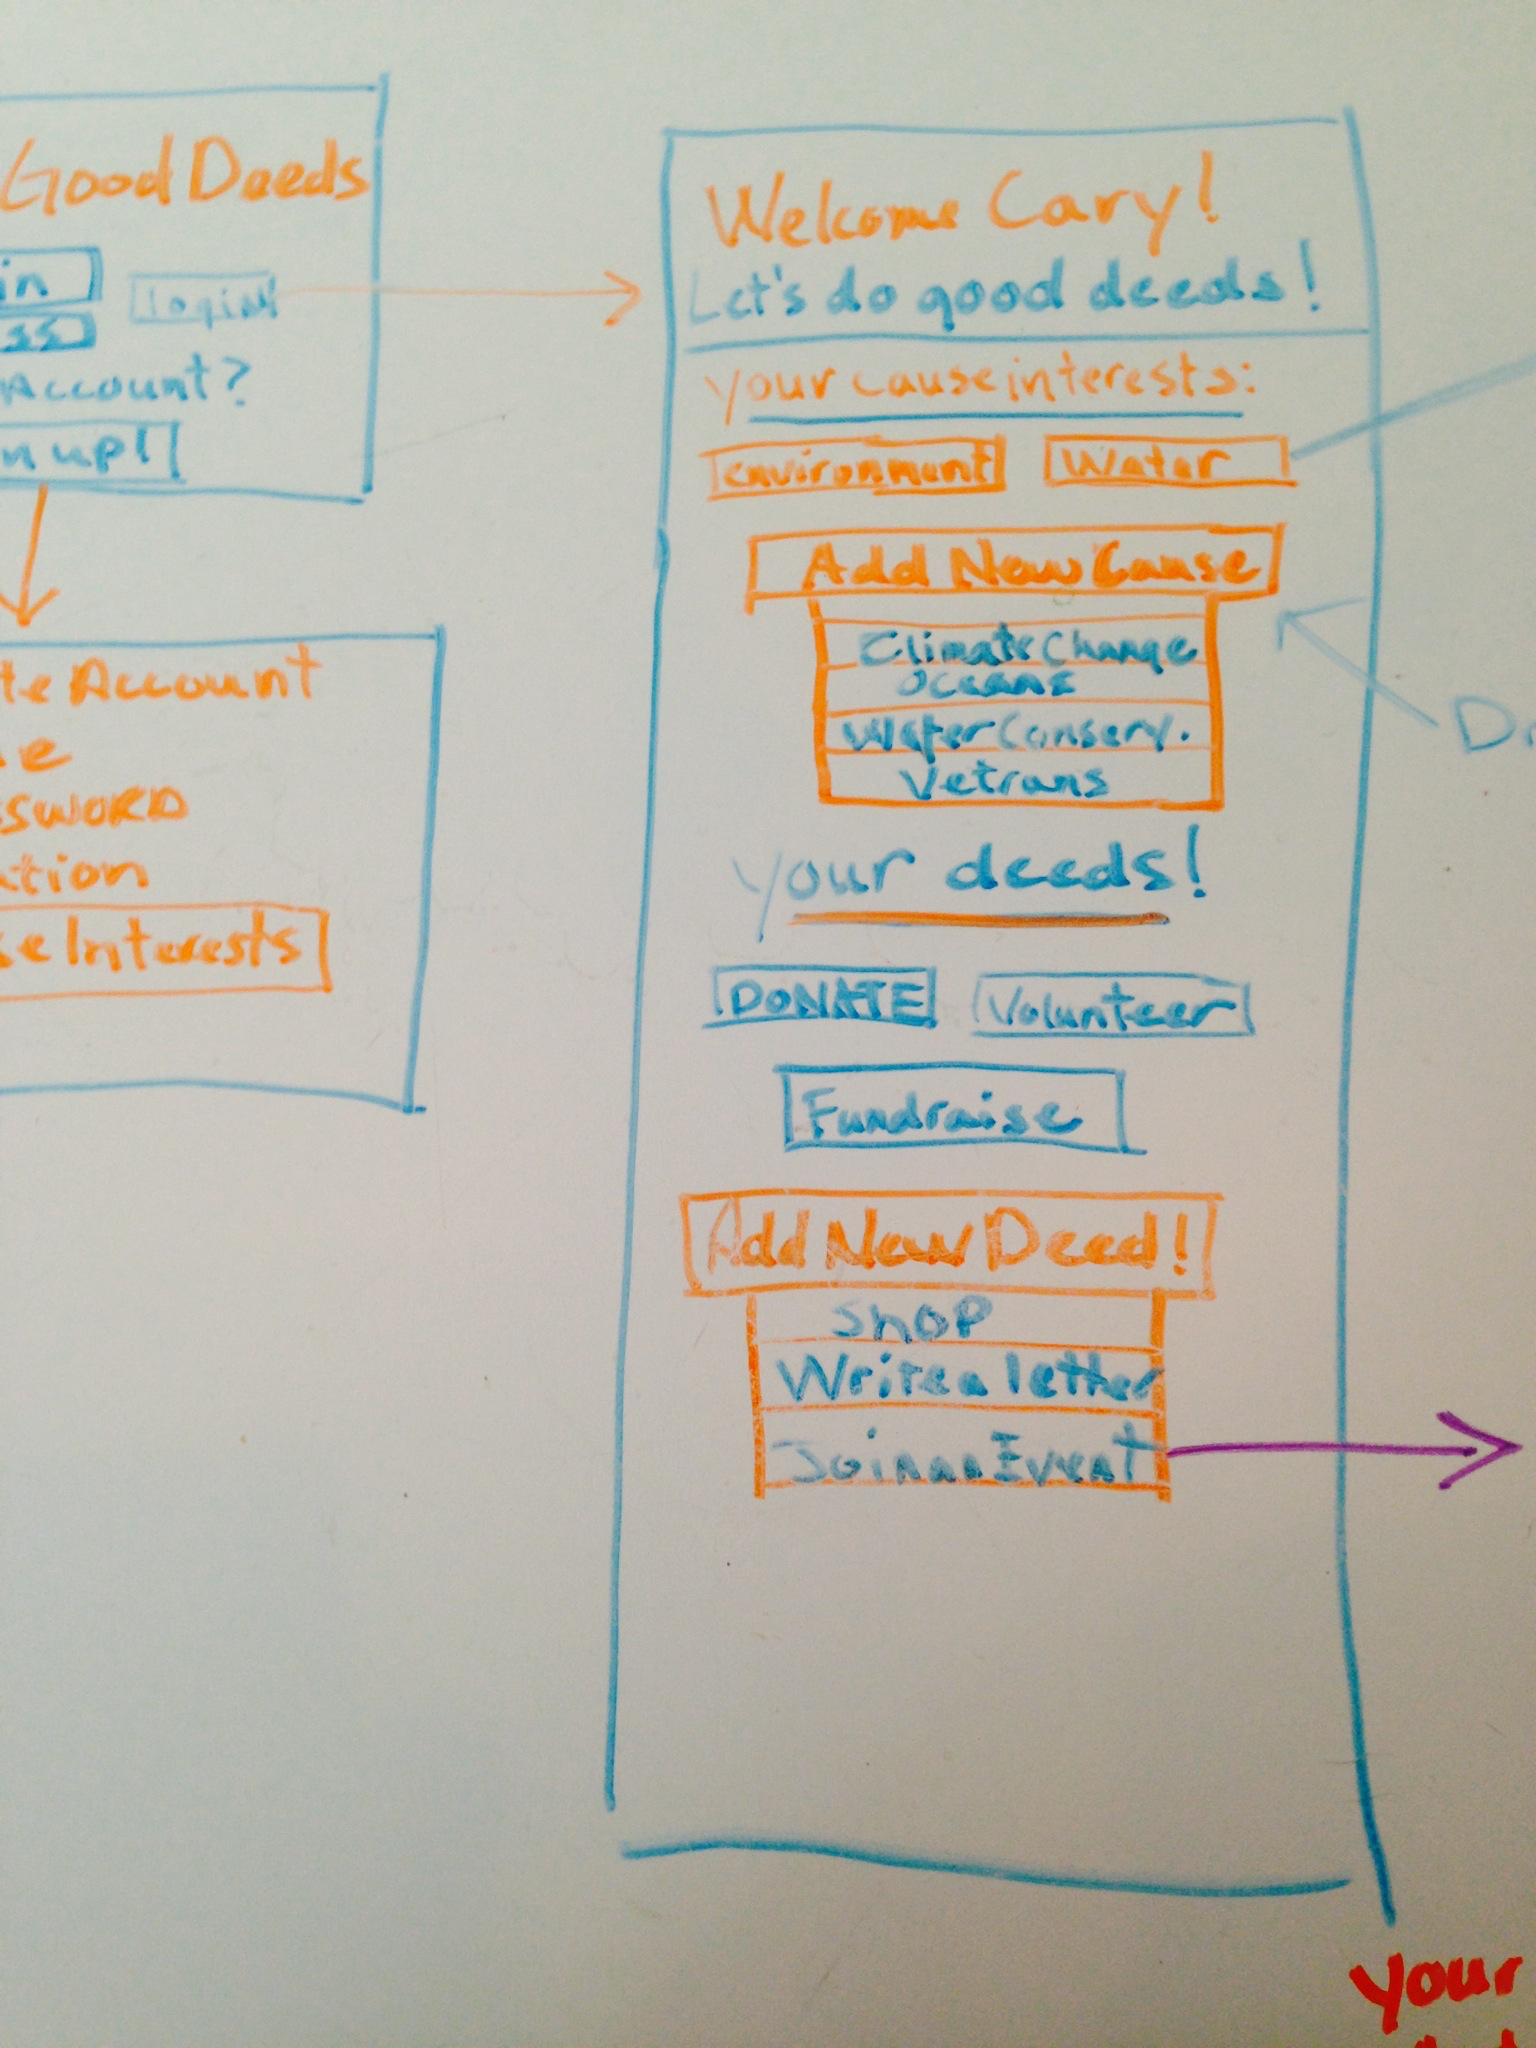 Good Deeds
in
login
ss
Account?
n up!
te Account
e
ssword
ation
se Interests
Welcome Cary!
Let's do good deeds!
your cause interests:
environment
Water
Add New Cause
Climate Change
Oceans
Water Conserv.
Vetrans
Your deeds!
DONATE
Volunteer
Fundraise
Add New Deed!
Shop
Write a letter
Join an Event
your